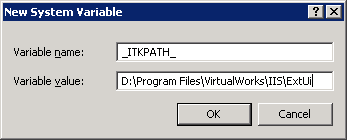 New System Variable
Variable name:
_ITKPATH_
Variable value:
D:\Program Files\VirtualWorks\IIS\ExtUi
OK
Cancel